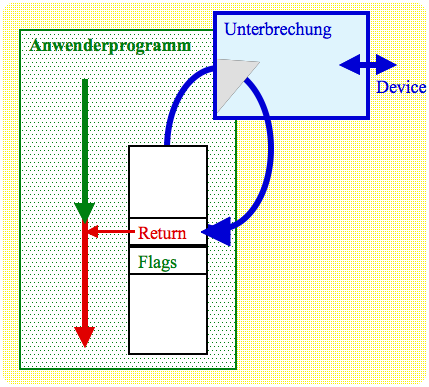 Unterbrechung
Anwenderprogramm
Device
Return
Flags